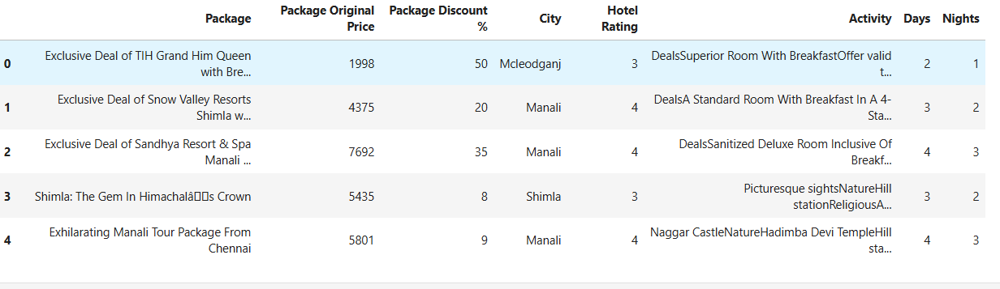 Package Package Original Price Package Discount % City Hotel Rating Activity Days Nights
0 Exclusive Deal of TIH Grand Him Queen with Bre... 1998 50 Mcleodganj 3 DealsSuperior Room With BreakfastOffer valid t... 2 1
1 Exclusive Deal of Snow Valley Resorts Shimla w... 4375 20 Manali 4 DealsA Standard Room With Breakfast In A 4-Sta... 3 2
2 Exclusive Deal of Sandhya Resort & Spa Manali ... 7692 35 Manali 4 DealsSanitized Deluxe Room Inclusive Of Breakf... 4 3
3 Shimla: The Gem In Himachalâ▯▯s Crown 5435 8 Shimla 3 Picturesque sightsNatureHill stationReligiousA... 3 2
4 Exhilarating Manali Tour Package From Chennai 5801 9 Manali 4 Naggar CastleNatureHadimba Devi TempleHill sta... 4 3